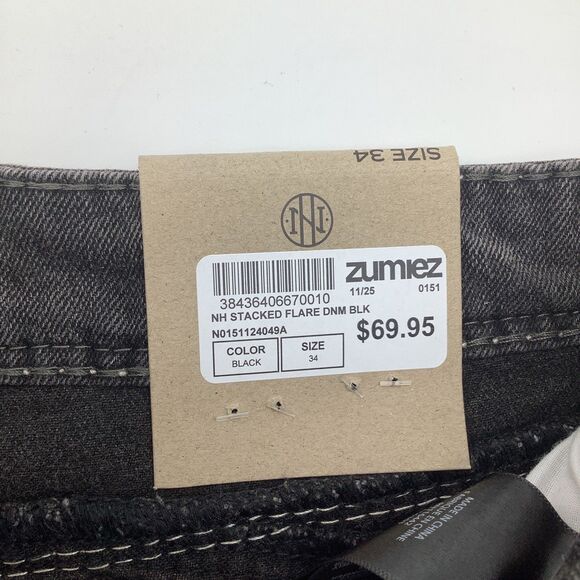 SIZE 34
zumiez
38436406670010
11/25 0151
NH STACKED FLARE DNM BLK
N0151124049A
$69.95
COLOR
BLACK
SIZE
34
MADE IN CHINA